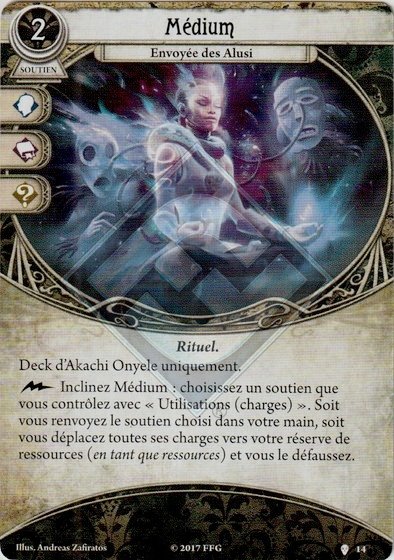 2
SOUTIEN
Médium
Envoyée des Alusi
?
Rituel.
Deck d'Akachi Onyele uniquement.
Inclinez Médium : choisissez un soutien que
vous contrôlez avec « Utilisations (charges) ». Soit
vous renvoyez le soutien choisi dans votre main, soit
vous déplacez toutes ses charges vers votre réserve de
ressources (en tant que ressources) et vous le défaussez.
Illus. Andreas Zafiratos
© 2017 FFG
14